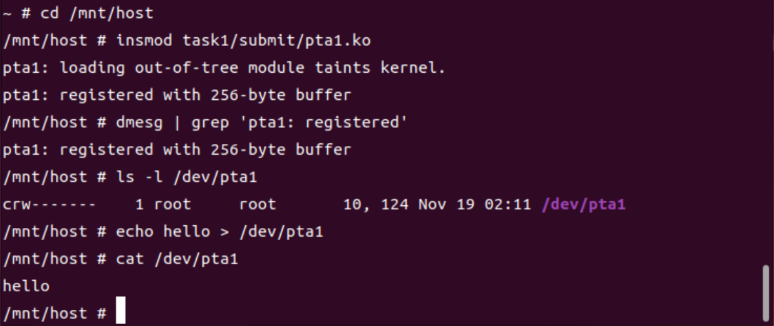 ~ # cd /mnt/host
/mnt/host # insmod task1/submit/pta1.ko
pta1: loading out-of-tree module taints kernel.
pta1: registered with 256-byte buffer
/mnt/host # dmesg | grep 'pta1: registered'
pta1: registered with 256-byte buffer
/mnt/host # ls -l /dev/pta1
crw-------    1 root     root       10, 124 Nov 19 02:11 /dev/pta1
/mnt/host # echo hello > /dev/pta1
/mnt/host # cat /dev/pta1
hello
/mnt/host #